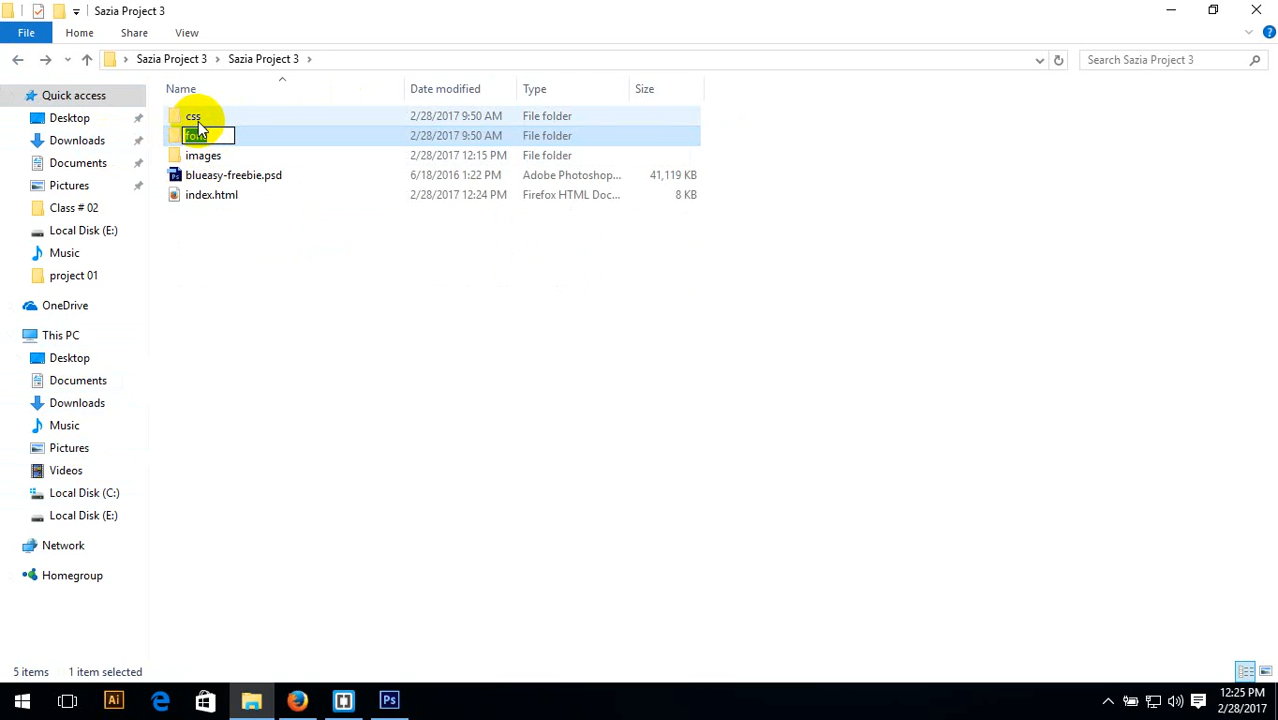 Sazia Project 3
File Home Share View
Sazia Project 3 Sazia Project 3 Search Sazia Project 3
Name Date modified Type Size
Quick access
Desktop
Downloads
Documents
Pictures
Class # 02
Local Disk (E:)
Music
project 01
OneDrive
This PC
Desktop
Documents
Downloads
Music
Pictures
Videos
Local Disk (C:)
Local Disk (E:)
Network
Homegroup
css 2/28/2017 9:50 AM File folder
2/28/2017 9:50 AM File folder
images 2/28/2017 12:15 PM File folder
blueasy-freebie.psd 6/18/2016 1:22 PM Adobe Photoshop... 41,119 KB
index.html 2/28/2017 12:24 PM Firefox HTML Doc... 8 KB
5 items 1 item selected
Ai Ps
12:25 PM
2/28/2017